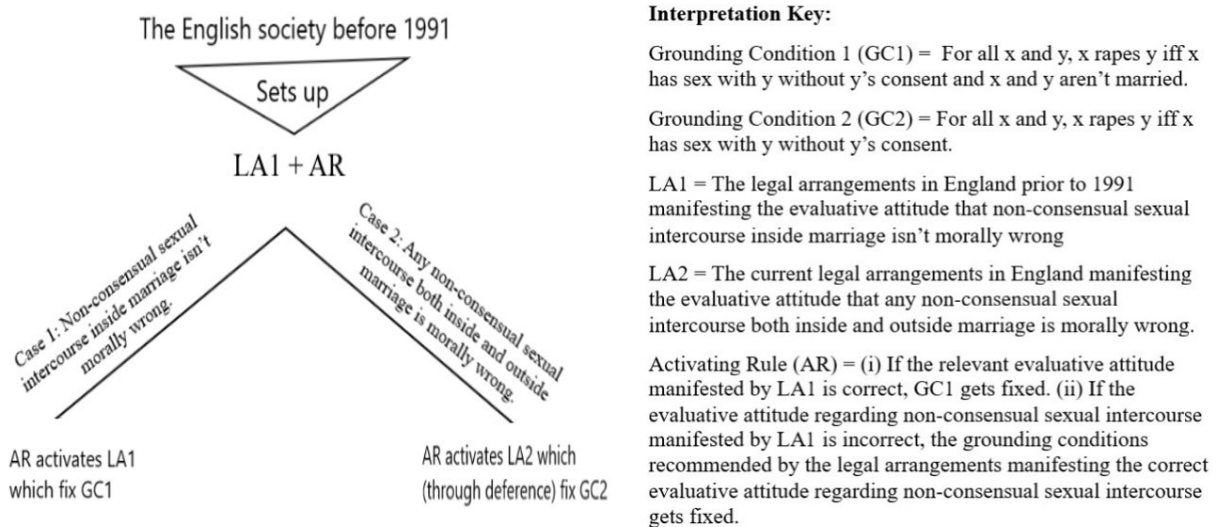 The English society before 1991
Sets up
LA1 + AR
Case 1: Non-consensual sexual
intercourse inside marriage isn't
morally wrong.
Case 2: Any non-consensual sexual
intercourse both inside and outside
marriage is morally wrong.
AR activates LA1
which fix GC1
AR activates LA2 which
(through deference) fix GC2
Interpretation Key:
Grounding Condition 1 (GC1) = For all x and y, x rapes y iff x
has sex with y without y's consent and x and y aren't married.
Grounding Condition 2 (GC2) = For all x and y, x rapes y iff x
has sex with y without y's consent.
LA1 = The legal arrangements in England prior to 1991
manifesting the evaluative attitude that non-consensual sexual
intercourse inside marriage isn't morally wrong
LA2 = The current legal arrangements in England manifesting
the evaluative attitude that any non-consensual sexual
intercourse both inside and outside marriage is morally wrong.
Activating Rule (AR) = (i) If the relevant evaluative attitude
manifested by LA1 is correct, GC1 gets fixed. (ii) If the
evaluative attitude regarding non-consensual sexual intercourse
manifested by LA1 is incorrect, the grounding conditions
recommended by the legal arrangements manifesting the correct
evaluative attitude regarding non-consensual sexual intercourse
gets fixed.